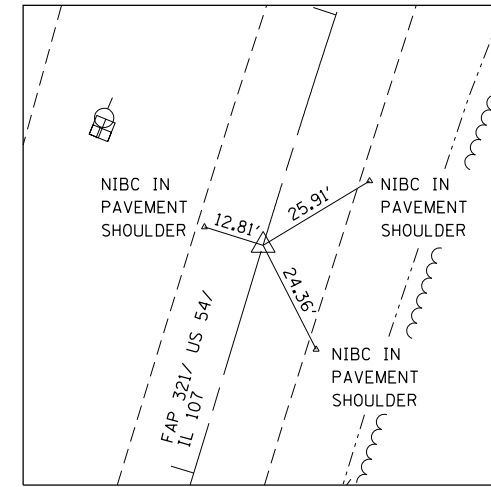 NIBC IN
PAVEMENT
SHOULDER
12.81'
25.91'
NIBC IN
PAVEMENT
SHOULDER
24.36'
NIBC IN
PAVEMENT
SHOULDER
FAP 321/ US 54/
IL 107